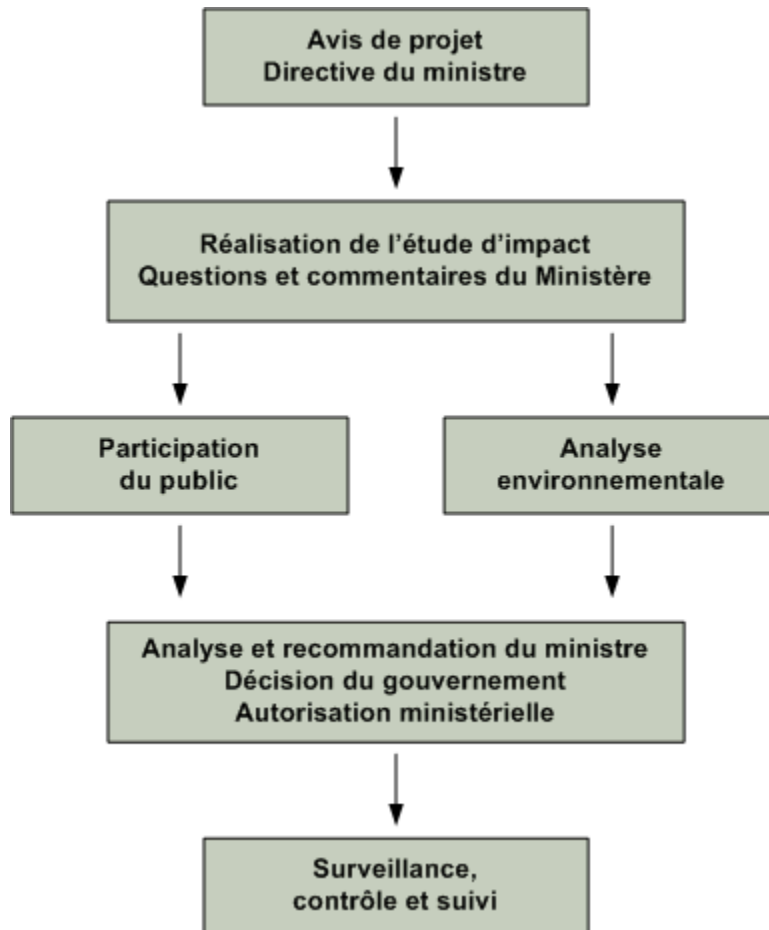 Avis de projet
Directive du ministre
Réalisation de l’étude d’impact
Questions et commentaires du Ministère
Participation
du public
Analyse
environnementale
Analyse et recommandation du ministre
Décision du gouvernement
Autorisation ministérielle
Surveillance,
contrôle et suivi